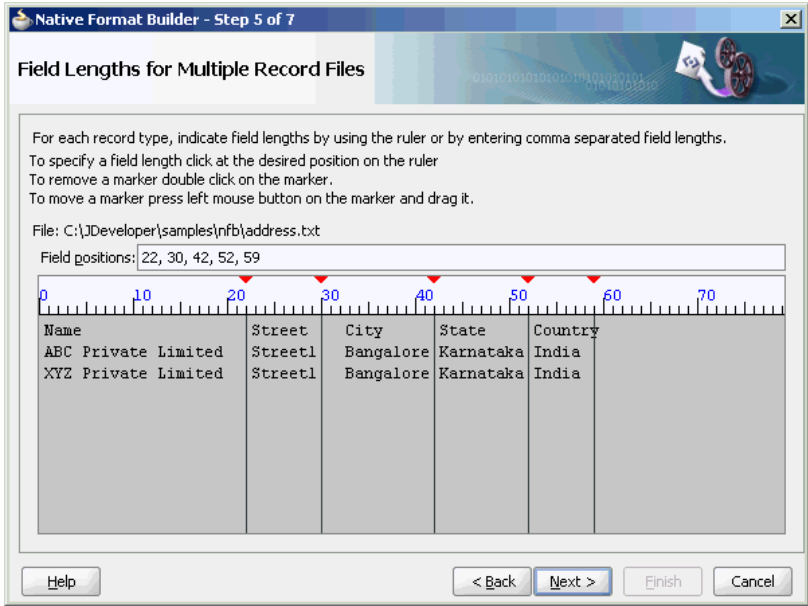 Native Format Builder - Step 5 of 7
Field Lengths for Multiple Record Files
For each record type, indicate field lengths by using the ruler or by entering comma separated field lengths.
To specify a field length click at the desired position on the ruler
To remove a marker double click on the marker.
To move a marker press left mouse button on the marker and drag it.
File: C:\JDeveloper\samples\nfb\address.txt
Field positions: 22, 30, 42, 52, 59
0 10 20 30 40 50 60 70
Name Street City State Country
ABC Private Limited Street1 Bangalore Karnataka India
XYZ Private Limited Street1 Bangalore Karnataka India
Help < Back Next > Finish Cancel